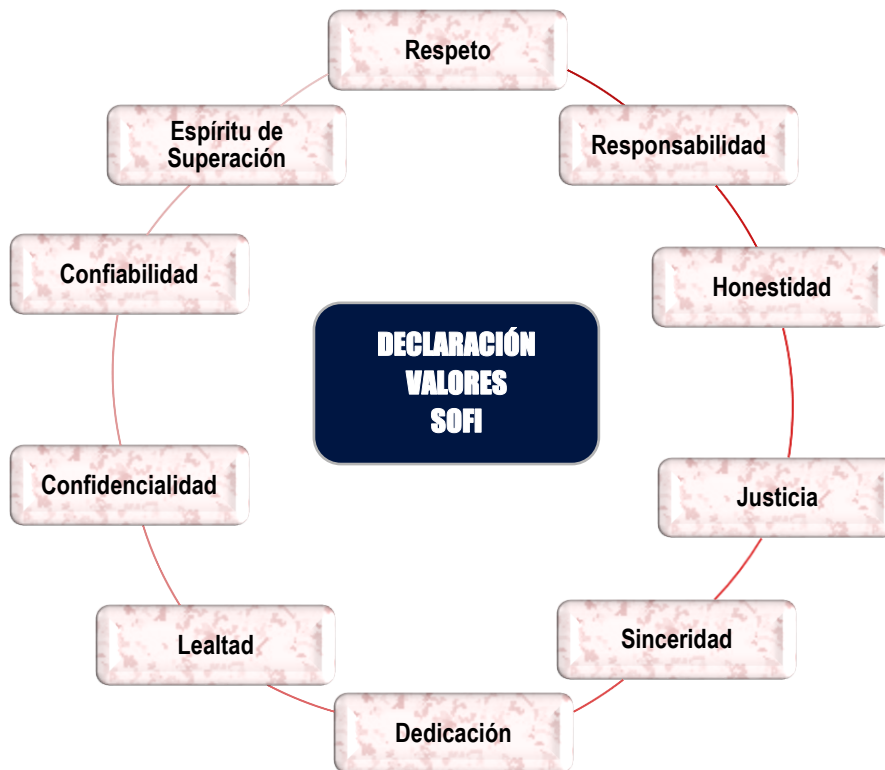 Respeto
Responsabilidad
Honestidad
Justicia
Sinceridad
Dedicación
Lealtad
Confidencialidad
Confiabilidad
Espíritu de
Superación
DECLARACIÓN
VALORES
SOFI